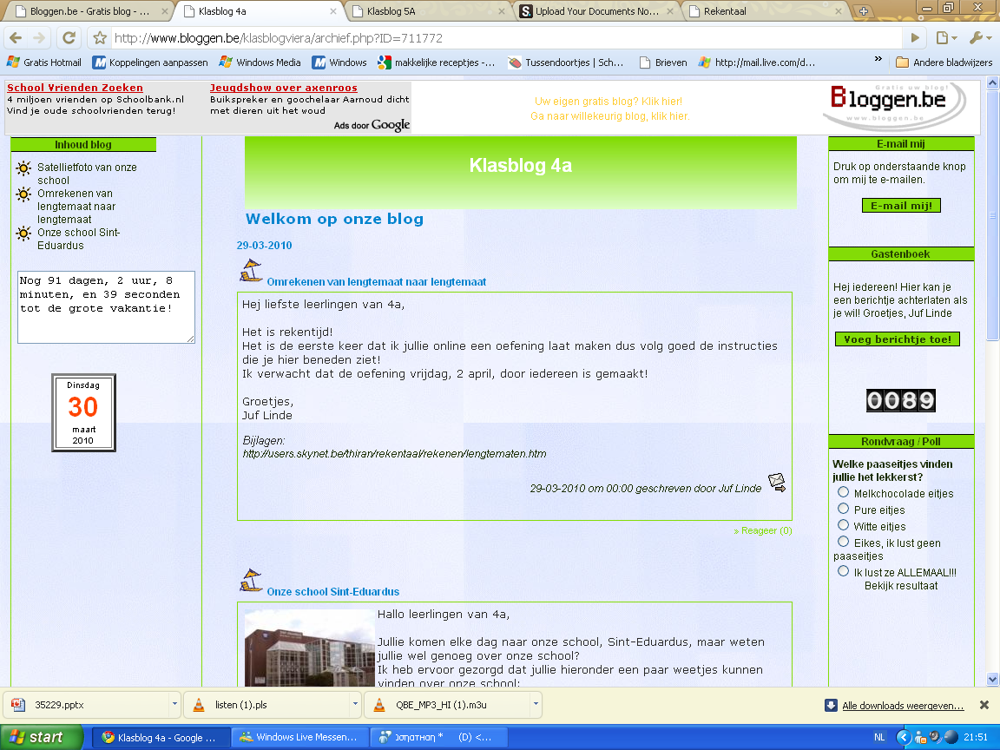 Bloggen.be - Gratis blog - ...
Klasblog 4a
Klasblog 5A
Upload Your Documents No...
Rekentaal
http://www.bloggen.be/klasblogviera/archief.php?ID=711772
Gratis Hotmail
Koppelingen aanpassen
Windows Media
Windows
makkelijke receptjes -...
Tussendoortjes | Sch...
Brieven
http://mail.live.com/d...
»
Andere bladwijzers
School Vrienden Zoeken
4 miljoen vrienden op Schoolbank.nl
Vind je oude schoolvrienden terug!
Jeugdshow over axenroos
Buikspreker en goochelaar Aarnoud dicht
met dieren uit het woud
Ads door Google
Uw eigen gratis blog? Klik hier!
Ga naar willekeurig blog, klik hier.
Gratis uw blog!
Bloggen.be
www.bloggen.be
Inhoud blog
Satellietfoto van onze
school
Omrekenen van
lengtemaat naar
lengtemaat
Onze school Sint-
Eduardus
Nog 91 dagen, 2 uur, 8
minuten, en 39 seconden
tot de grote vakantie!
Dinsdag
30
maart
2010
Klasblog 4a
Welkom op onze blog
29-03-2010
Omrekenen van lengtemaat naar lengtemaat
Hej liefste leerlingen van 4a,
Het is rekentijd!
Het is de eerste keer dat ik jullie online een oefening laat maken dus volg goed de instructies
die je hier beneden ziet!
Ik verwacht dat de oefening vrijdag, 2 april, door iedereen is gemaakt!
Groetjes,
Juf Linde
Bijlagen:
http://users.skynet.be/thiran/rekentaal/rekenen/lengtematen.htm
29-03-2010 om 00:00 geschreven door Juf Linde
» Reageer (0)
Onze school Sint-Eduardus
Hallo leerlingen van 4a,
Jullie komen elke dag naar onze school, Sint-Eduardus, maar weten
jullie wel genoeg over onze school?
Ik heb ervoor gezorgd dat jullie hieronder een paar weetjes kunnen
vinden over onze school:
E-mail mij
Druk op onderstaande knop
om mij te e-mailen.
E-mail mij!
Gastenboek
Hej iedereen! Hier kan je
een berichtje achterlaten als
je wil! Groetjes, Juf Linde
Voeg berichtje toe!
0089
Rondvraag / Poll
Welke paaseitjes vinden
jullie het lekkerst?
Melkchocolade eitjes
Pure eitjes
Witte eitjes
Eikes, ik lust geen
paaseitjes
Ik lust ze ALLEMAAL!!!
Bekijk resultaat
35229.pptx
listen (1).pls
QBE_MP3_HI (1).m3u
Alle downloads weergeven...
start
Klasblog 4a - Google ...
Windows Live Messen...
(D) <...
NL
21:51